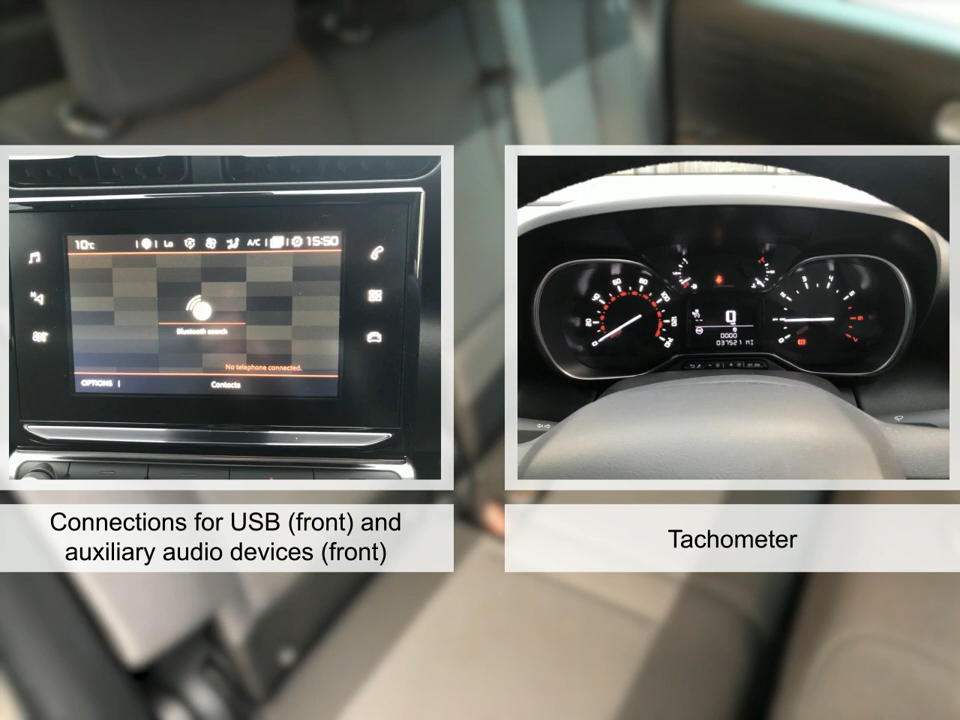 10°C
Lo
A/C
15:50
Bluetooth search
No telephone connected.
OPTIONS
Contacts
0
0000
037521 MI
Connections for USB (front) and
auxiliary audio devices (front)
Tachometer